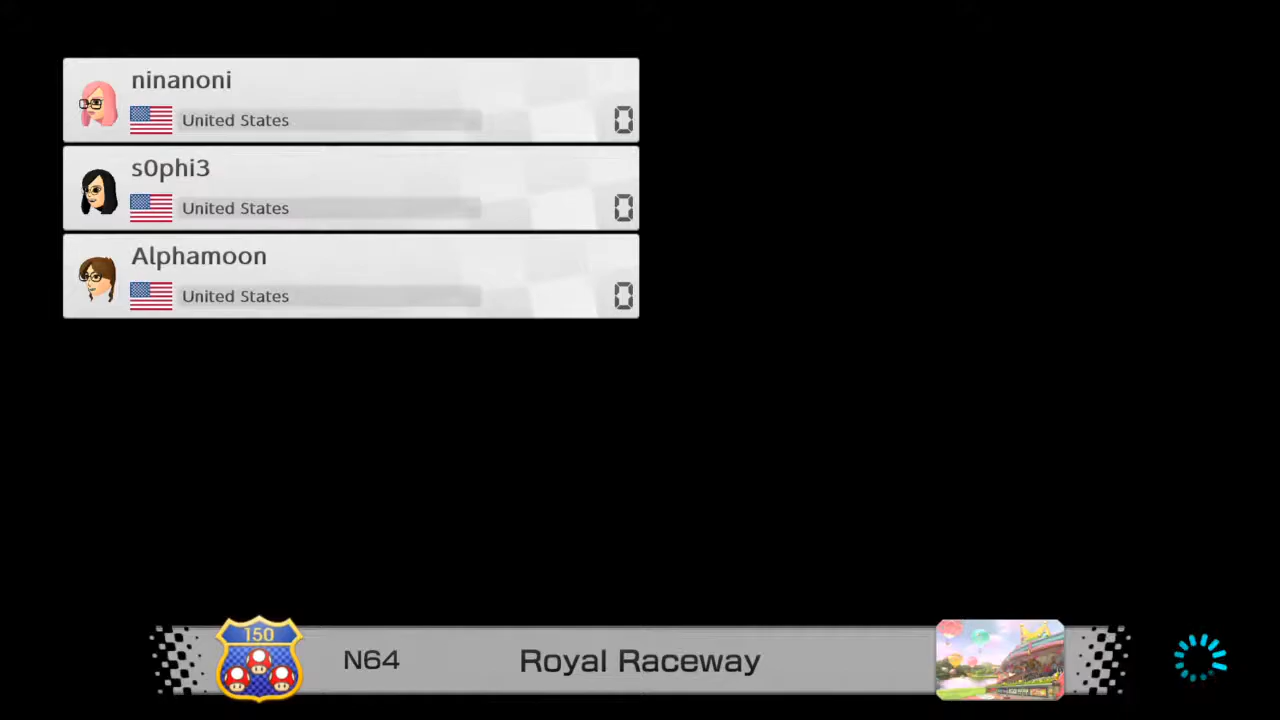 ninanoni
United States
0
s0phi3
United States
0
Alphamoon
United States
0
150
N64
Royal Raceway